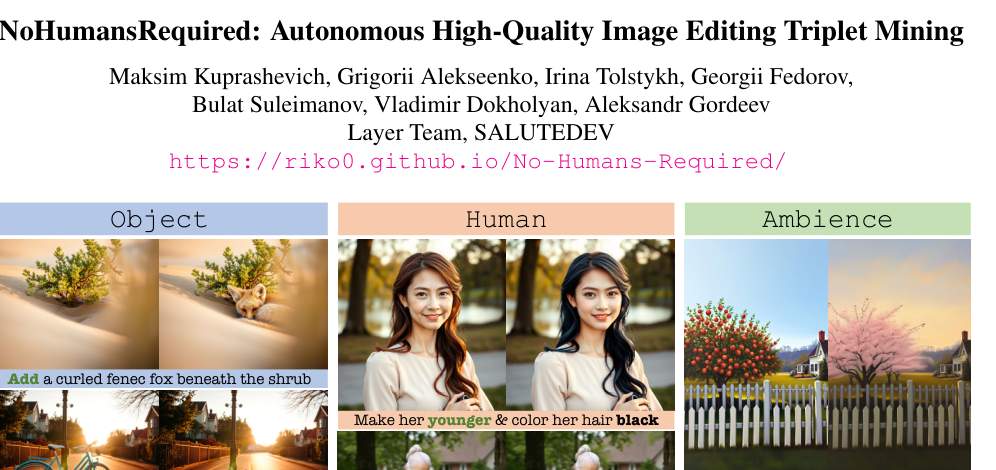 NoHumansRequired: Autonomous High-Quality Image Editing Triplet Mining
Maksim Kuprashevich, Grigorii Alekseenko, Irina Tolstykh, Georgii Fedorov,
Bulat Suleimanov, Vladimir Dokholyan, Aleksandr Gordeev
Layer Team, SALUTEDEV
https://riko0.github.io/No-Humans-Required/
Object
Human
Ambience
Add a curled fenec fox beneath the shrub
Make her younger & color her hair black